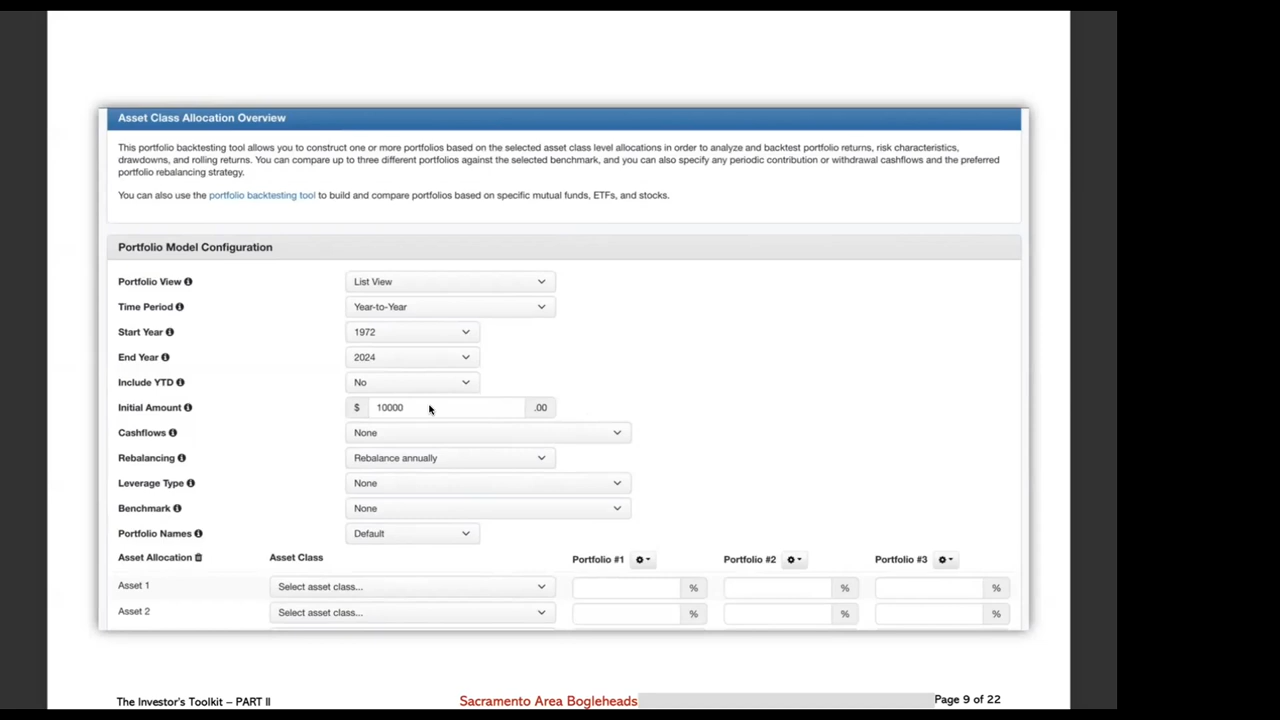 Asset Class Allocation Overview
This portfolio backtesting tool allows you to construct one or more portfolios based on the selected asset class level allocations in order to analyze and backtest portfolio returns, risk characteristics,
drawdowns, and rolling returns. You can compare up to three different portfolios against the selected benchmark, and you can also specify any periodic contribution or withdrawal cashflows and the preferred
portfolio rebalancing strategy.
You can also use the portfolio backtesting tool to build and compare portfolios based on specific mutual funds, ETFs, and stocks.
Portfolio Model Configuration
Portfolio View List View
Time Period Year-to-Year
Start Year 1972
End Year 2024
Include YTD No
Initial Amount $ 10000 .00
Cashflows None
Rebalancing Rebalance annually
Leverage Type None
Benchmark None
Portfolio Names Default
Asset Allocation Asset Class Portfolio #1 Portfolio #2 Portfolio #3
Asset 1 Select asset class... % % %
Asset 2 Select asset class... % % %
The Investor's Toolkit – PART II Sacramento Area Bogleheads Page 9 of 22